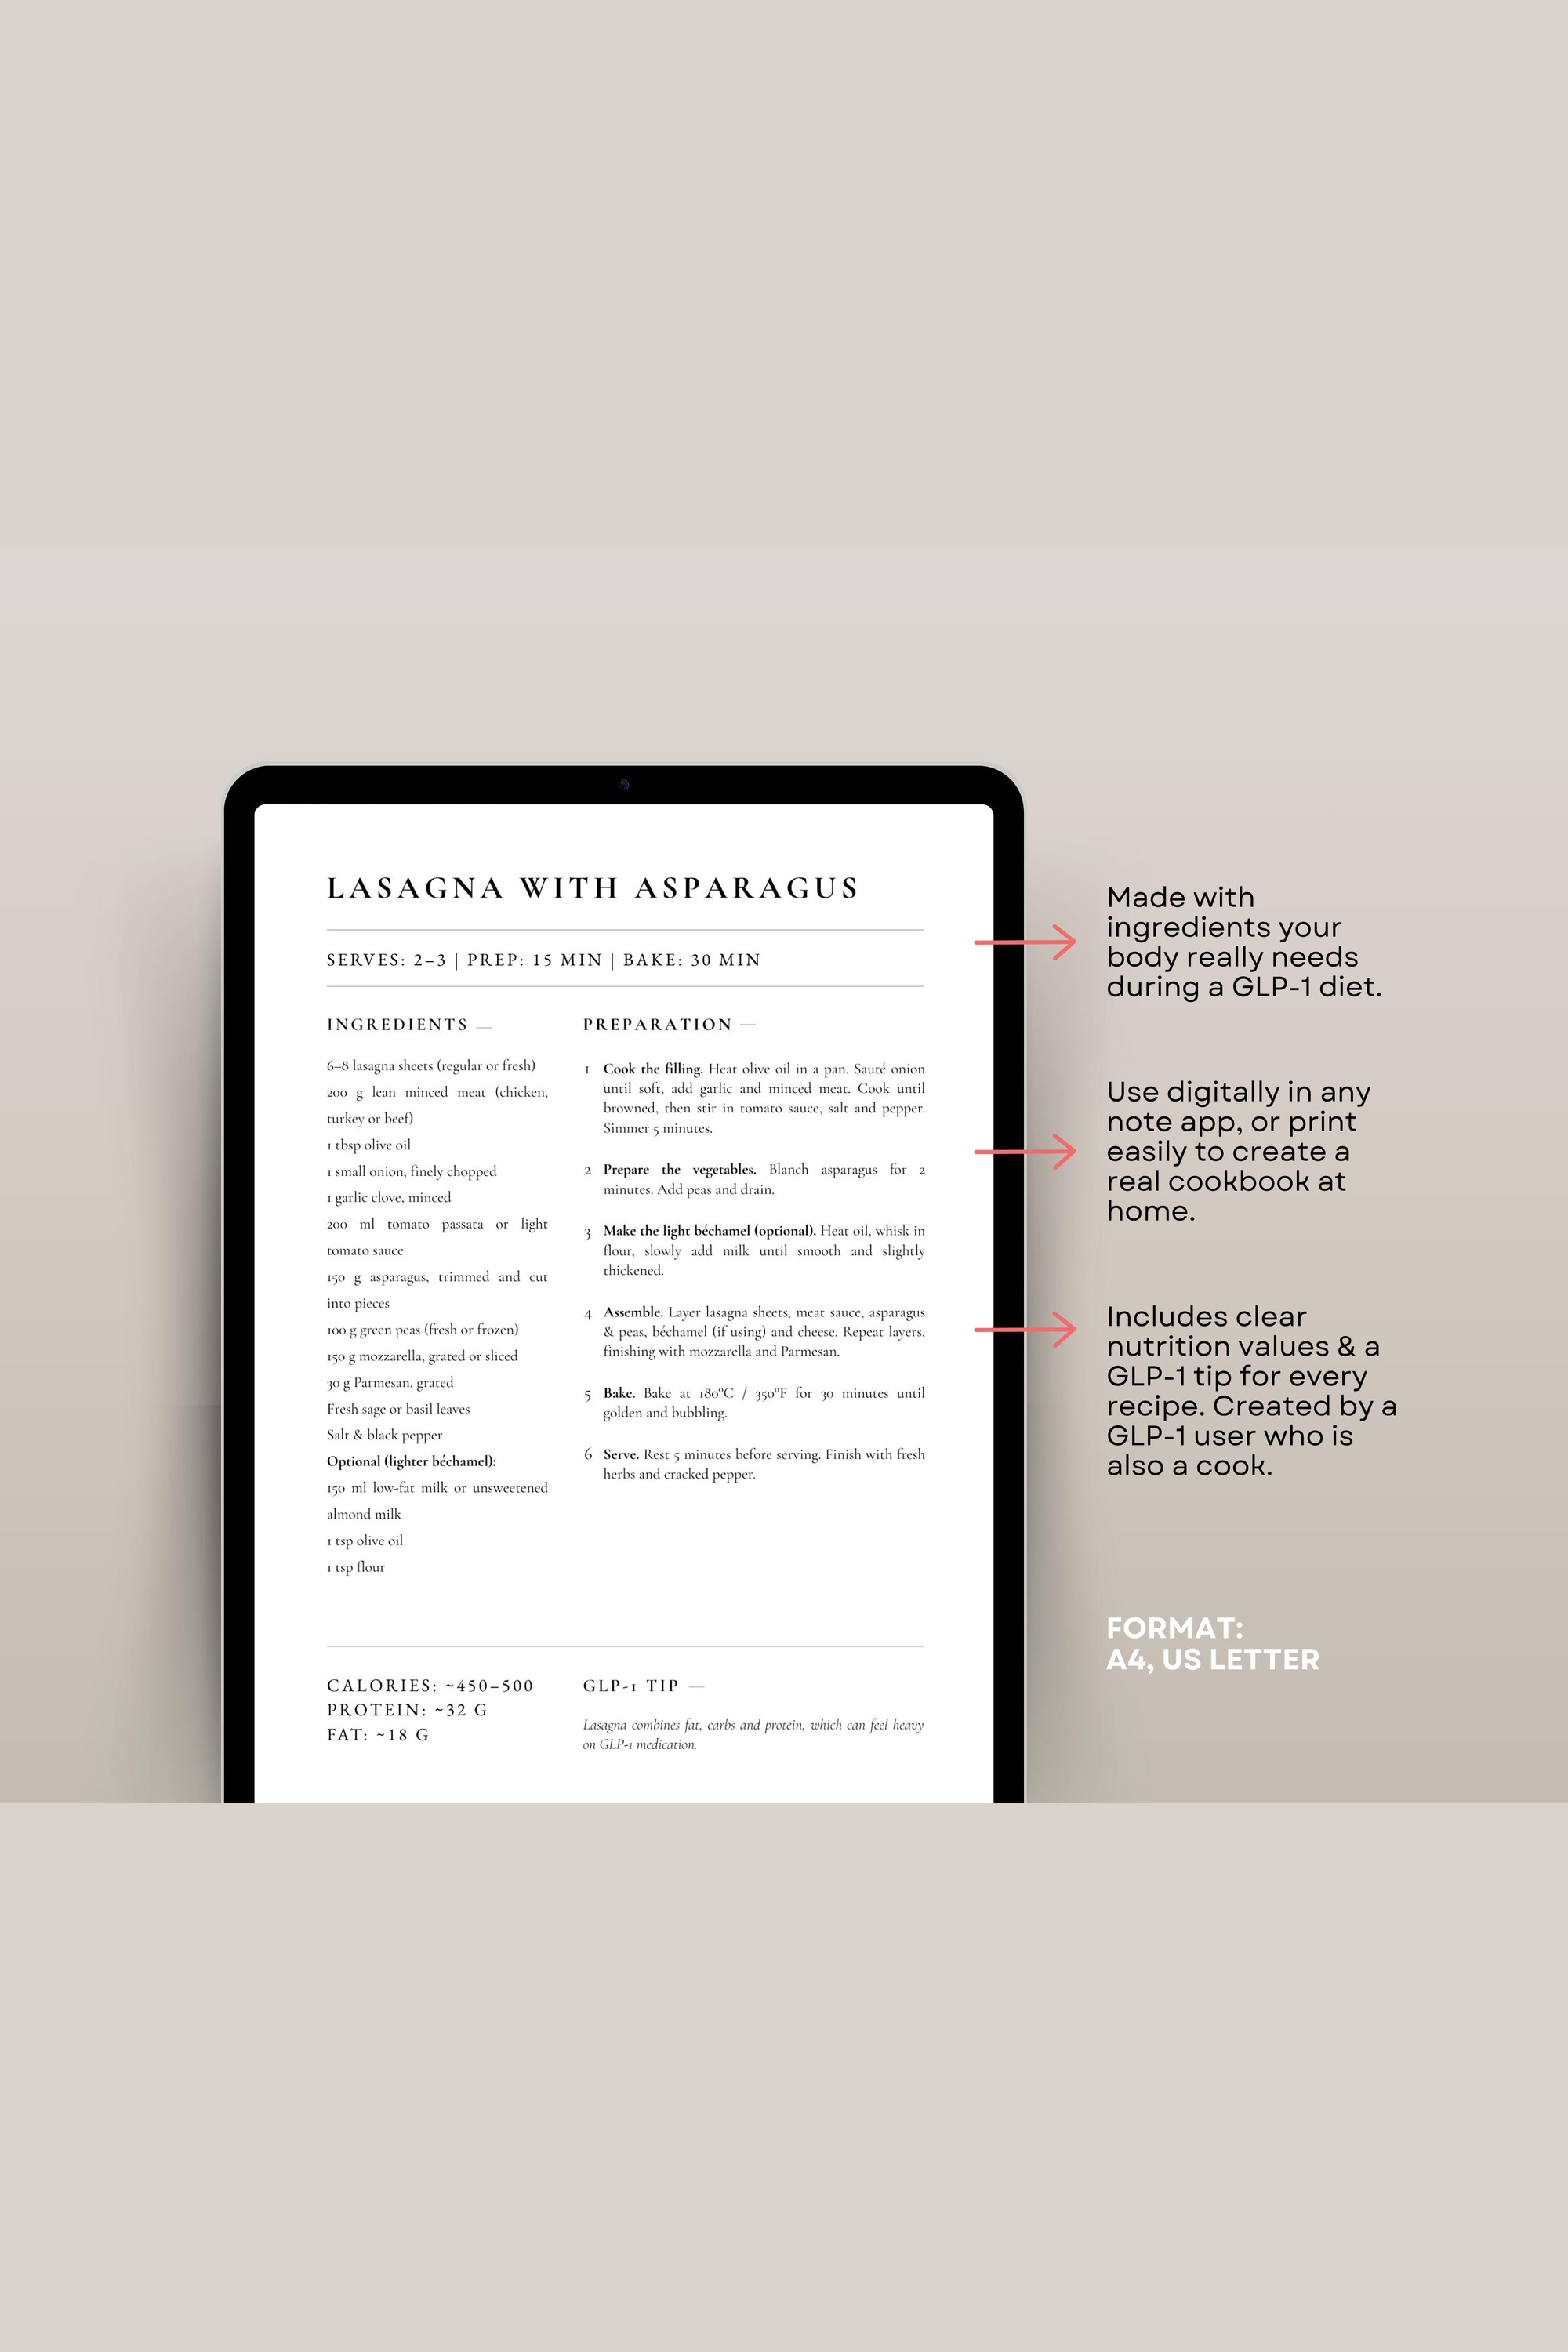 LASAGNA WITH ASPARAGUS
SERVES: 2–3 | PREP: 15 MIN | BAKE: 30 MIN
INGREDIENTS —
6–8 lasagna sheets (regular or fresh)
200 g lean minced meat (chicken,
turkey or beef)
1 tbsp olive oil
1 small onion, finely chopped
1 garlic clove, minced
200 ml tomato passata or light
tomato sauce
150 g asparagus, trimmed and cut
into pieces
100 g green peas (fresh or frozen)
150 g mozzarella, grated or sliced
30 g Parmesan, grated
Fresh sage or basil leaves
Salt & black pepper
Optional (lighter béchamel):
150 ml low-fat milk or unsweetened
almond milk
1 tsp olive oil
1 tsp flour
PREPARATION —
1 Cook the filling. Heat olive oil in a pan. Sauté onion
until soft, add garlic and minced meat. Cook until
browned, then stir in tomato sauce, salt and pepper.
Simmer 5 minutes.
2 Prepare the vegetables. Blanch asparagus for 2
minutes. Add peas and drain.
3 Make the light béchamel (optional). Heat oil, whisk in
flour, slowly add milk until smooth and slightly
thickened.
4 Assemble. Layer lasagna sheets, meat sauce, asparagus
& peas, béchamel (if using) and cheese. Repeat layers,
finishing with mozzarella and Parmesan.
5 Bake. Bake at 180°C / 350°F for 30 minutes until
golden and bubbling.
6 Serve. Rest 5 minutes before serving. Finish with fresh
herbs and cracked pepper.
CALORIES: ~450–500
PROTEIN: ~32 G
FAT: ~18 G
GLP-1 TIP —
Lasagna combines fat, carbs and protein, which can feel heavy
on GLP-1 medication.
Made with
ingredients your
body really needs
during a GLP-1 diet.
Use digitally in any
note app, or print
easily to create a
real cookbook at
home.
Includes clear
nutrition values & a
GLP-1 tip for every
recipe. Created by a
GLP-1 user who is
also a cook.
FORMAT:
A4, US LETTER